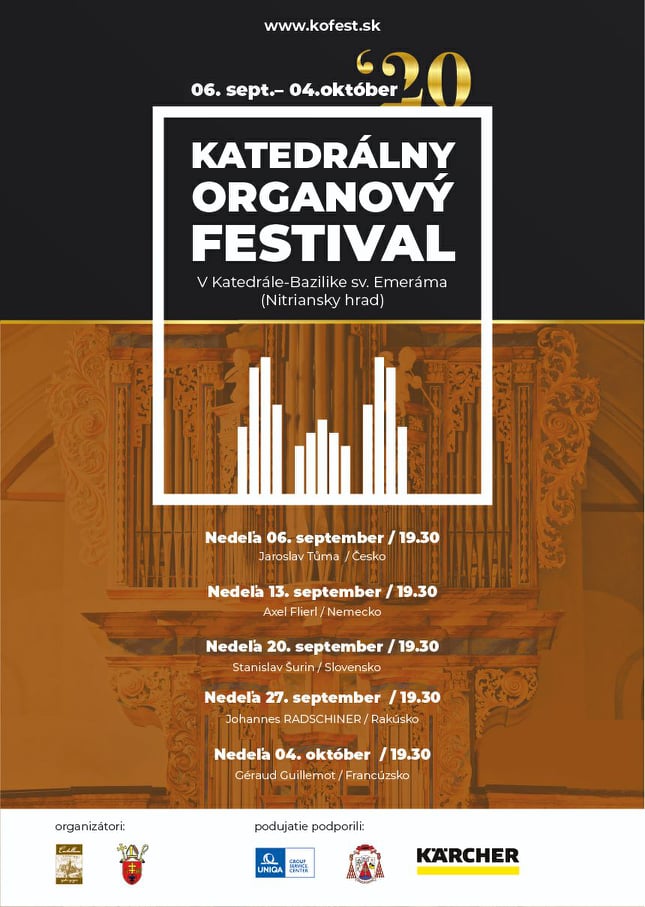 www.kofest.sk
‘20
06. sept.– 04.október
KATEDRÁLNY
ORGANOVÝ
FESTIVAL
V Katedrále-Bazilike sv. Emeráma
(Nitriansky hrad)
Nedeľa 06. september / 19.30
Jaroslav Tůma / Česko
Nedeľa 13. september / 19.30
Axel Flierl / Nemecko
Nedeľa 20. september / 19.30
Stanislav Šurin / Slovensko
Nedeľa 27. september / 19.30
Johannes RADSCHINER / Rakúsko
Nedeľa 04. október / 19.30
Géraud Guillemot / Francúzsko
organizátori:
podujatie podporili:
UNIQA
GROUP
SERVICE
CENTER
KÄRCHER